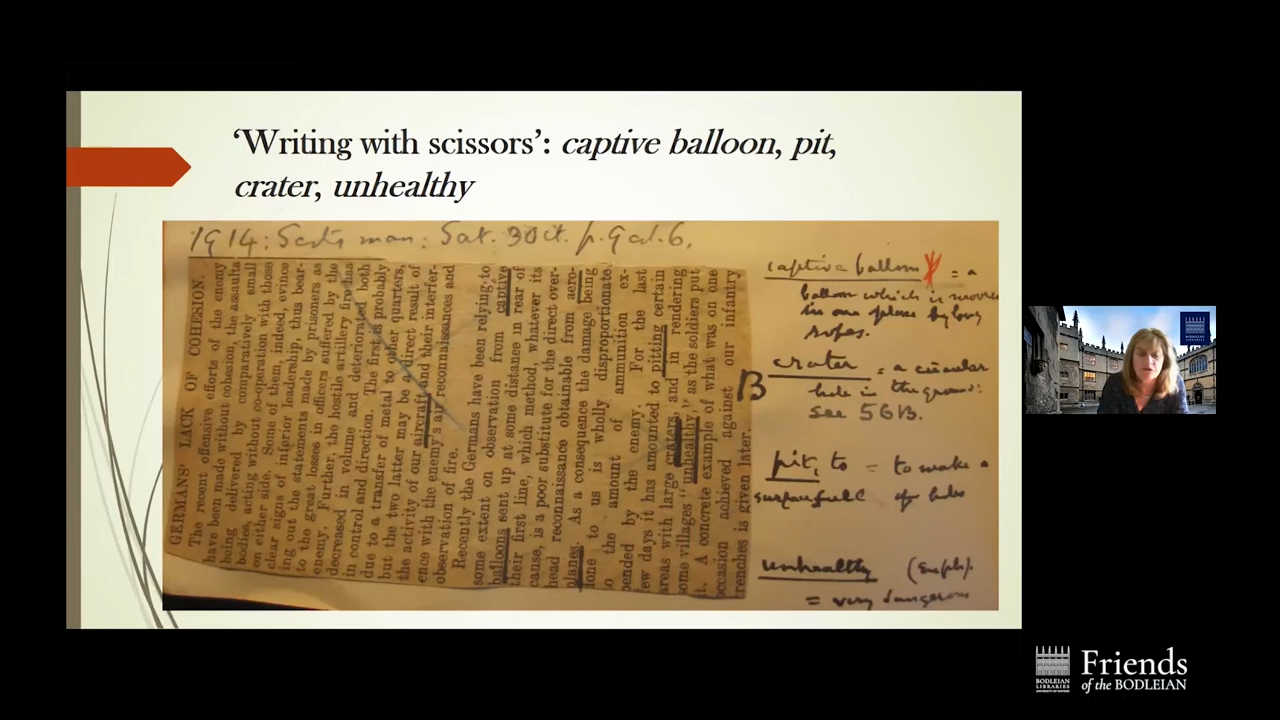 ‘Writing with scissors’: captive balloon, pit,
crater, unhealthy
1914: Scotsman: Sat. 3 Oct. p.9 col.6.
GERMANS' LACK OF COHESION.
The recent offensive efforts of the enemy
have been made without cohesion, the assaults
being delivered by comparatively small
bodies, acting without co-operation with those
on either side. Some of them, indeed, evince
clear signs of inferior leadership, thus bear-
ing out the statements made by prisoners as
to the great losses in officers suffered by the
enemy. Further, the hostile artillery fire has
decreased in volume and deteriorated both
in control and direction. The first is probably
due to a transfer of metal to other quarters,
but the two latter may be a direct result of
the activity of our aircraft and their interfer-
ence with the enemy's air reconnaissances and
observation of fire.
Recently the Germans have been relying to
some extent on observation from captive
balloons sent up at some distance in rear of
their first line, which method, whatever its
cause, is a poor substitute for the direct over-
head reconnaissance obtainable from aero-
planes. As a consequence the damage being
done to us is wholly disproportionate
to the amount of ammunition ex-
pended by the enemy. For the last
few days it has amounted to pitting certain
areas with large craters, and in rendering
some villages "unhealthy," as the soldiers put
it. A concrete example of what was on one
occasion achieved against our infantry
trenches is given later.
captive balloon = a
balloon which is moored
in one place by long
ropes.
B
crater = a circular
hole in the ground:
see 56B.
pit, to = to make a
surface full of holes
unhealthy (Euph).
= very dangerous
BODLEIAN
LIBRARIES
Friends
of the BODLEIAN
BODLEIAN
LIBRARIES
UNIVERSITY OF OXFORD